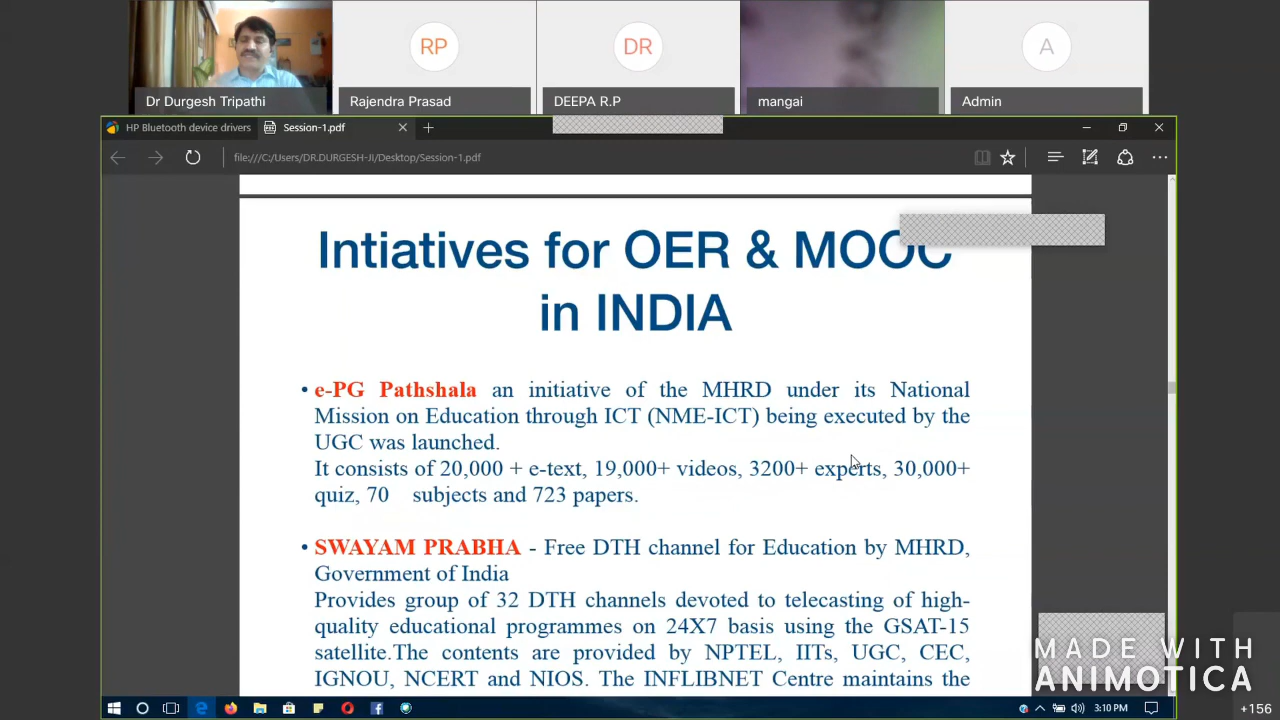 RP
DR
A
Dr Durgesh Tripathi
Rajendra Prasad
DEEPA R.P
mangai
Admin
HP Bluetooth device drivers
Session-1.pdf
file:///C:/Users/DR.DURGESH-JI/Desktop/Session-1.pdf
Intiatives for OER & MOOC
in INDIA
• e-PG Pathshala an initiative of the MHRD under its National
Mission on Education through ICT (NME-ICT) being executed by the
UGC was launched.
It consists of 20,000 + e-text, 19,000+ videos, 3200+ experts, 30,000+
quiz, 70 subjects and 723 papers.
• SWAYAM PRABHA - Free DTH channel for Education by MHRD,
Government of India
Provides group of 32 DTH channels devoted to telecasting of high-
quality educational programmes on 24X7 basis using the GSAT-15
satellite.The contents are provided by NPTEL, IITs, UGC, CEC,
IGNOU, NCERT and NIOS. The INFLIBNET Centre maintains the
MADE WITH
ANIMOTICA
3:10 PM
+156